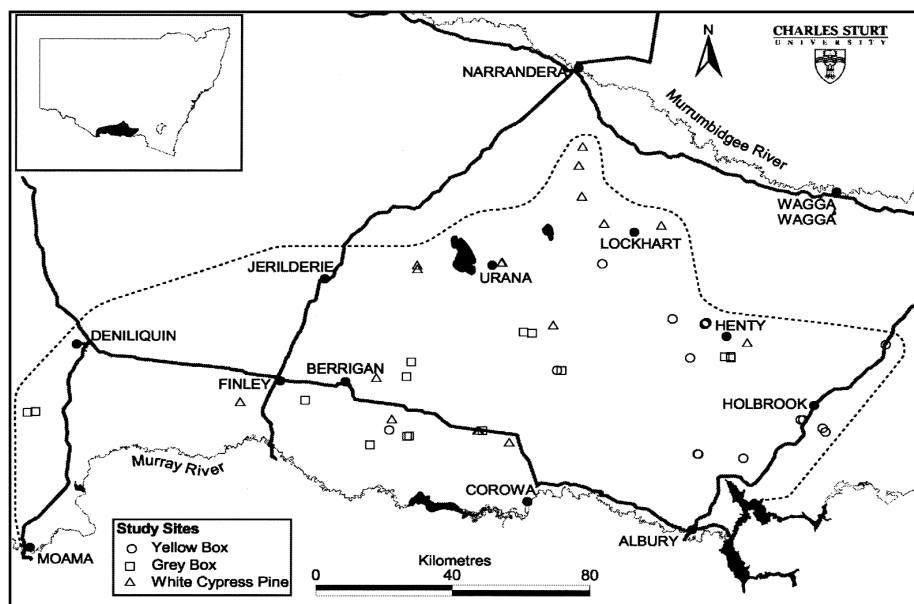 N
CHARLES STURT
UNIVERSITY
NARRANDERA
Murrumbidgee River
WAGGA
WAGGA
LOCKHART
JERILDERIE
URANA
HENTY
DENILIQUIN
BERRIGAN
FINLEY
HOLBROOK
Murray River
COROWA
ALBURY
MOAMA
Study Sites
Yellow Box
Grey Box
White Cypress Pine
Kilometres
0 40 80